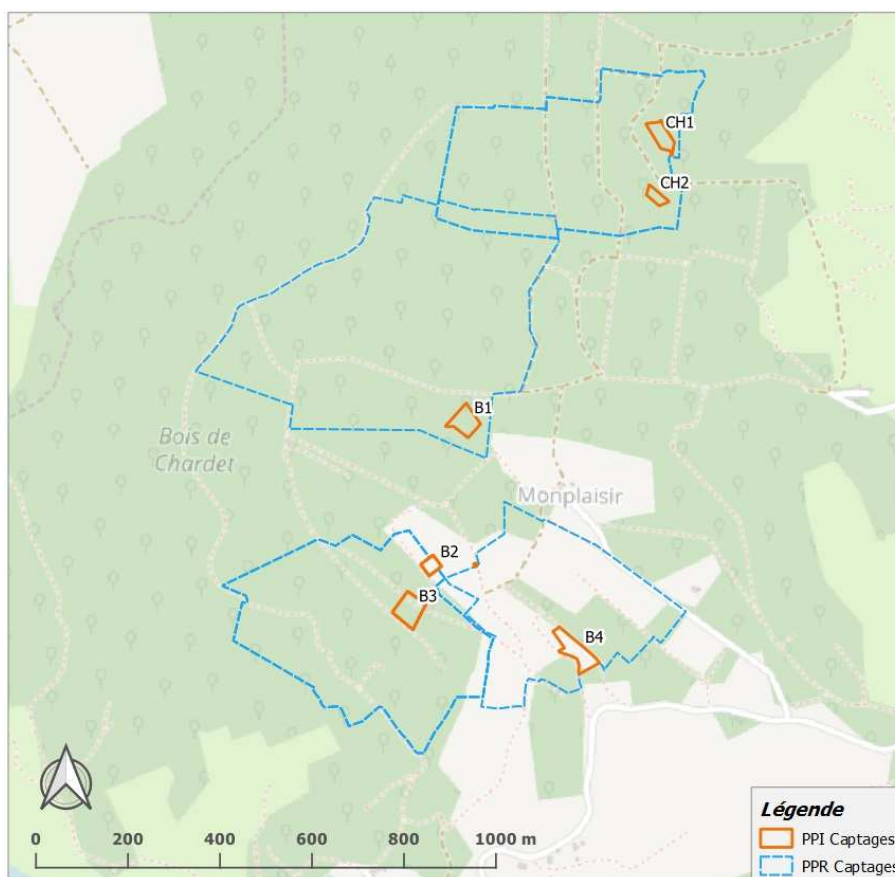 CH1
CH2
B1
Bois de
Chardet
Monplaisir
B2
B3
B4
0 200 400 600 800 1000 m
Légende
PPI Captages
PPR Captages